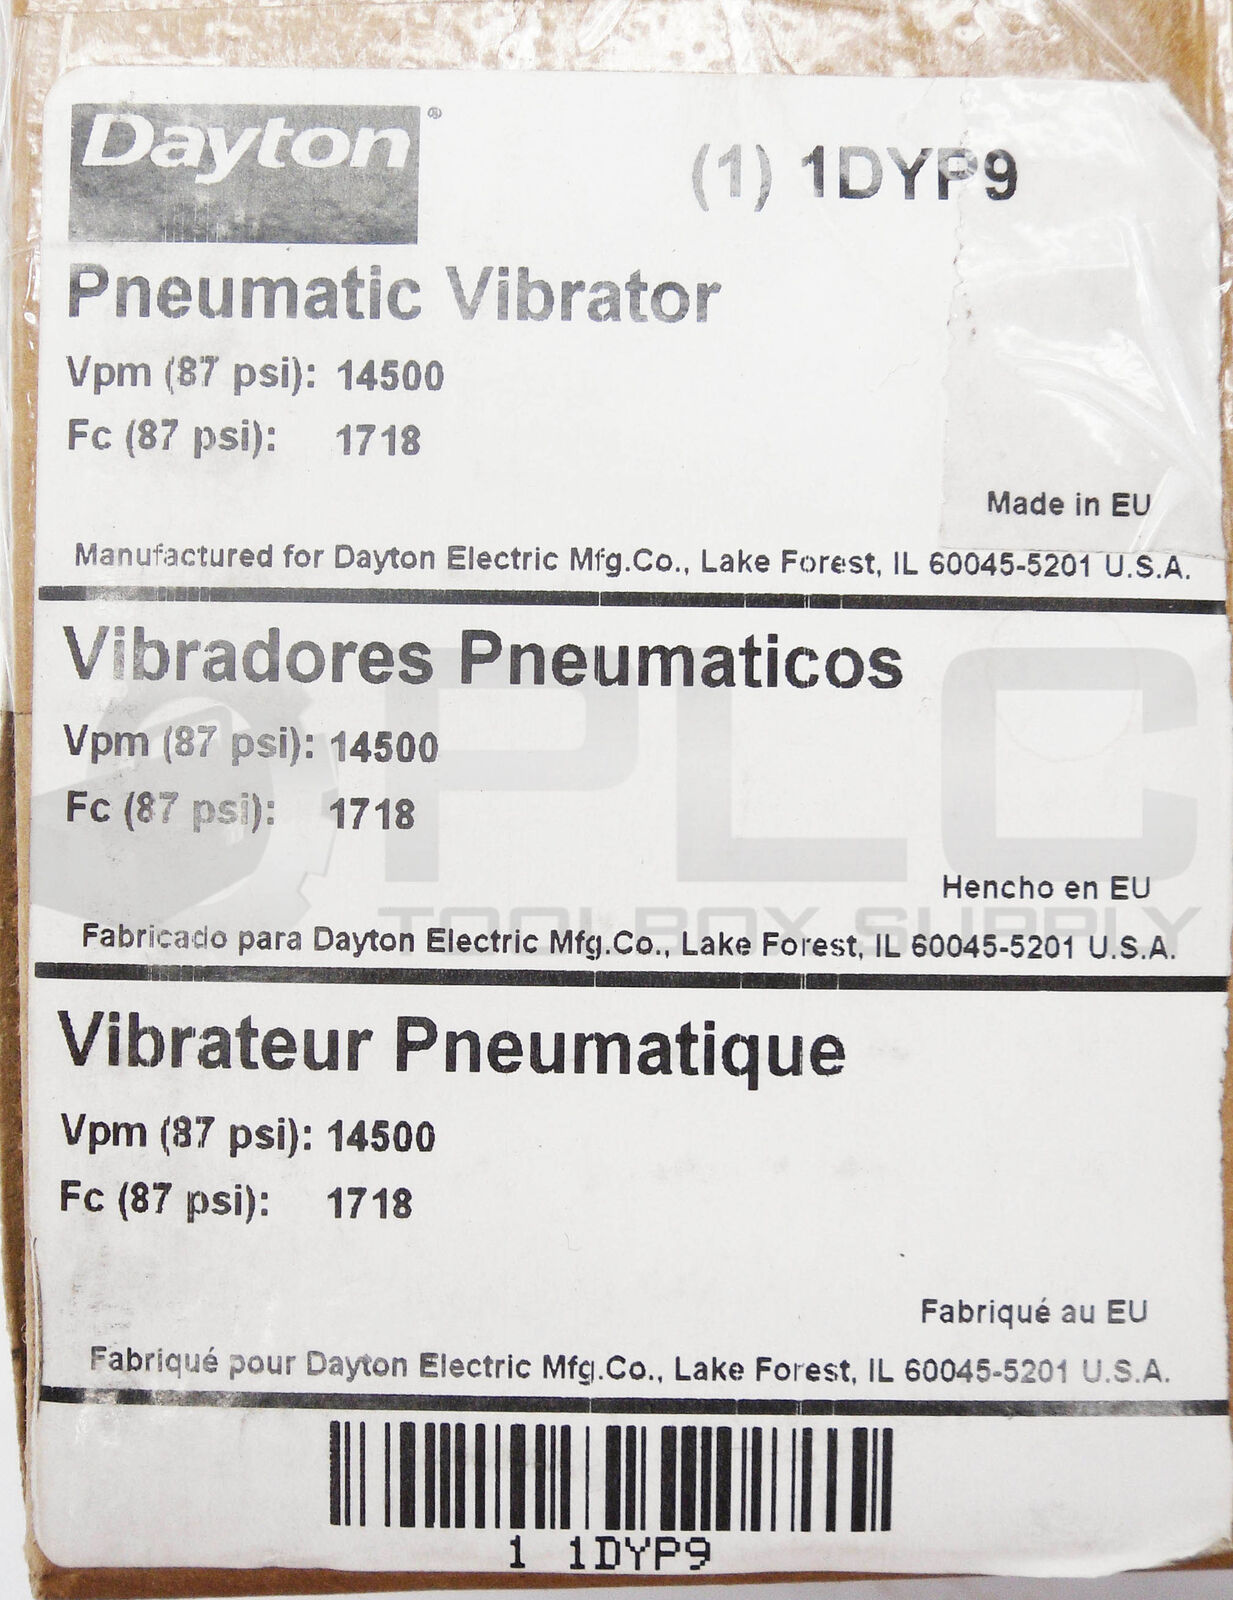 Dayton®
(1) 1DYP9
Pneumatic Vibrator
Vpm (87 psi): 14500
Fc (87 psi): 1718
Made in EU
Manufactured for Dayton Electric Mfg.Co., Lake Forest, IL 60045-5201 U.S.A.
Vibradores Pneumaticos
Vpm (87 psi): 14500
Fc (87 psi): 1718
Hencho en EU
Fabricado para Dayton Electric Mfg.Co., Lake Forest, IL 60045-5201 U.S.A.
PLC
TOOLBOX SUPPLY
Vibrateur Pneumatique
Vpm (87 psi): 14500
Fc (87 psi): 1718
Fabriqué au EU
Fabriqué pour Dayton Electric Mfg.Co., Lake Forest, IL 60045-5201 U.S.A.
1 1DYP9